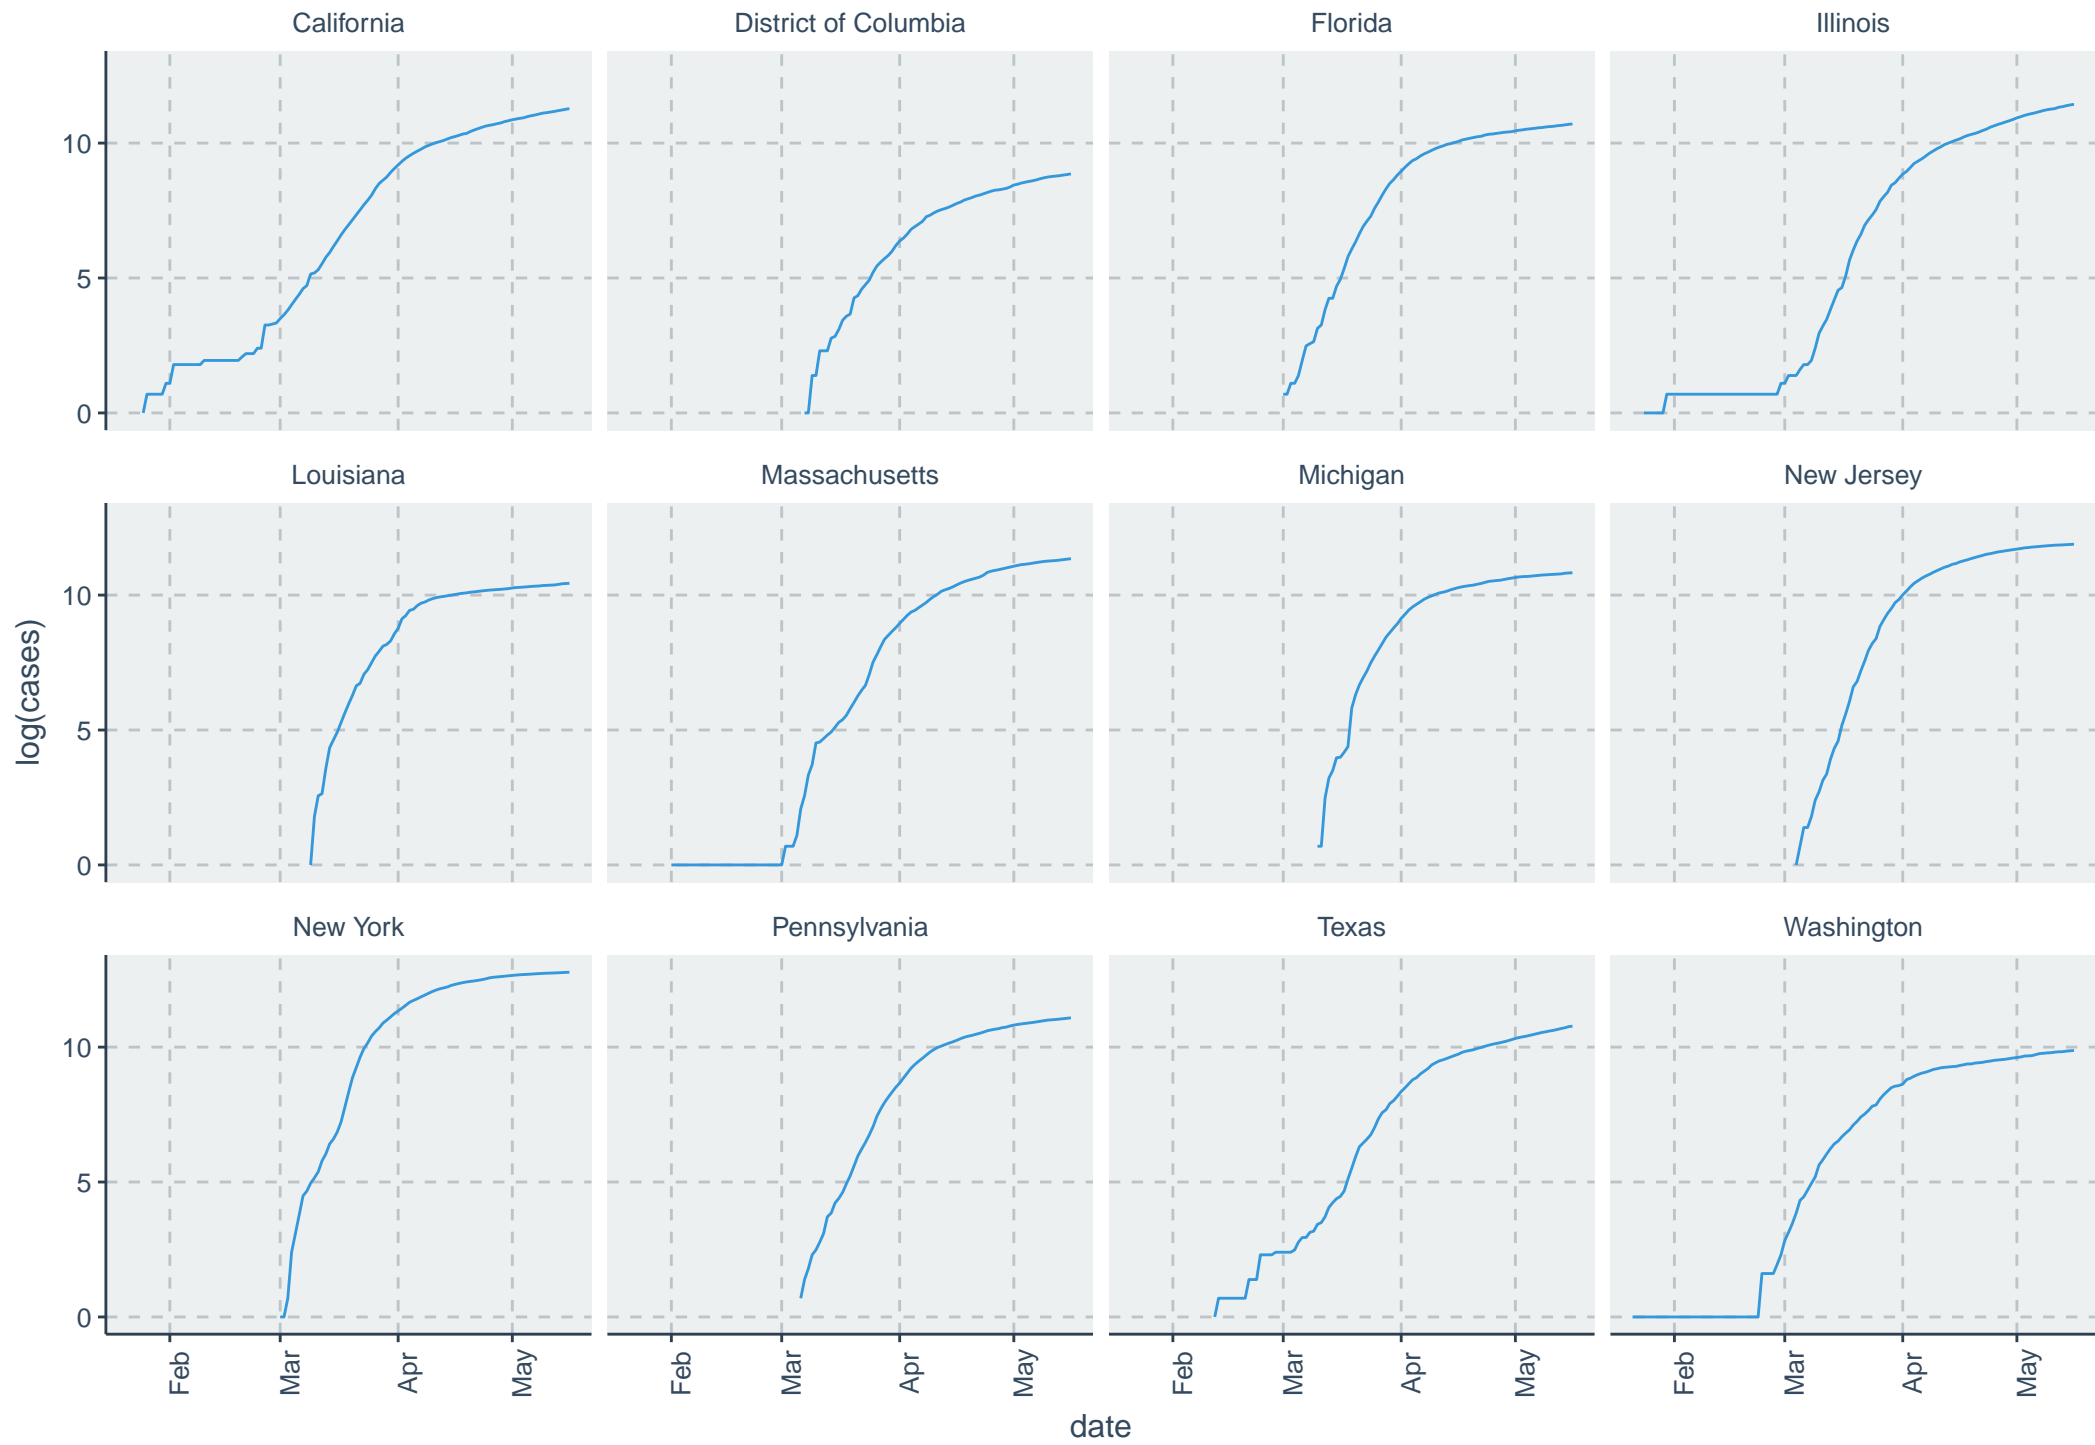 California District of Columbia Florida Illinois
10
5
0
Louisiana Massachusetts Michigan New Jersey
10
5
0
log(cases)
New York Pennsylvania Texas Washington
10
5
0
Feb Mar Apr May Feb Mar Apr May Feb Mar Apr May Feb Mar Apr May
date